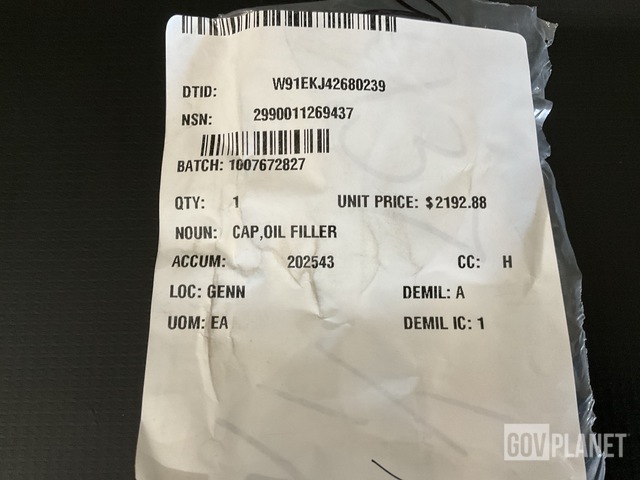 DTID: W91EKJ42680239
NSN: 2990011269437
BATCH: 1007672827
QTY: 1 UNIT PRICE: $2192.88
NOUN: CAP,OIL FILLER
ACCUM: 202543 CC: H
LOC: GENN DEMIL: A
UOM: EA DEMIL IC: 1
GOVPLANET